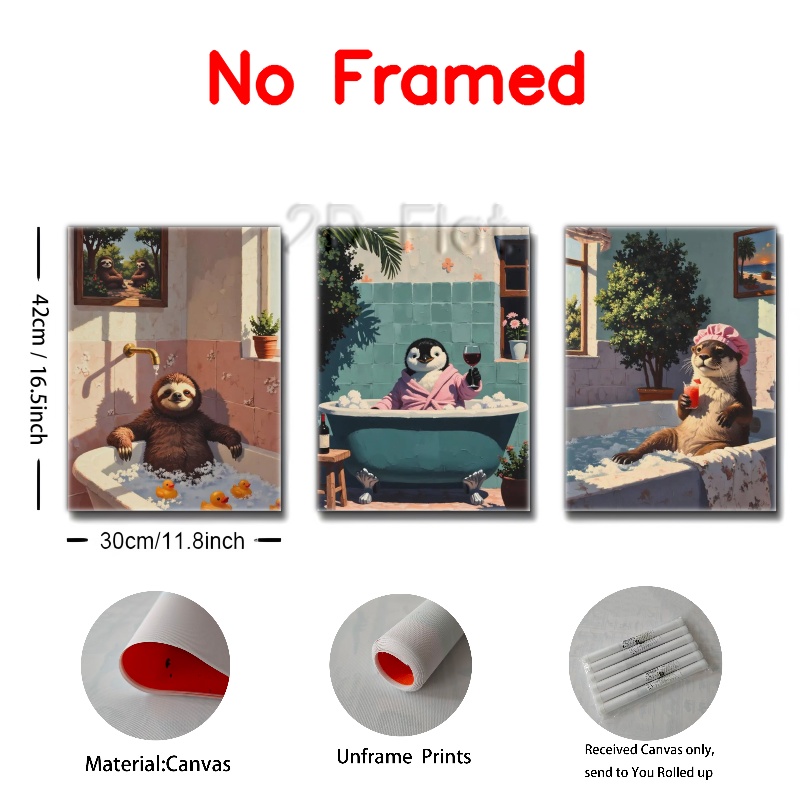 No Framed
2D Flat
42cm / 16.5inch
30cm/11.8inch
Material:Canvas
Unframe Prints
Received Canvas only,
send to You Rolled up